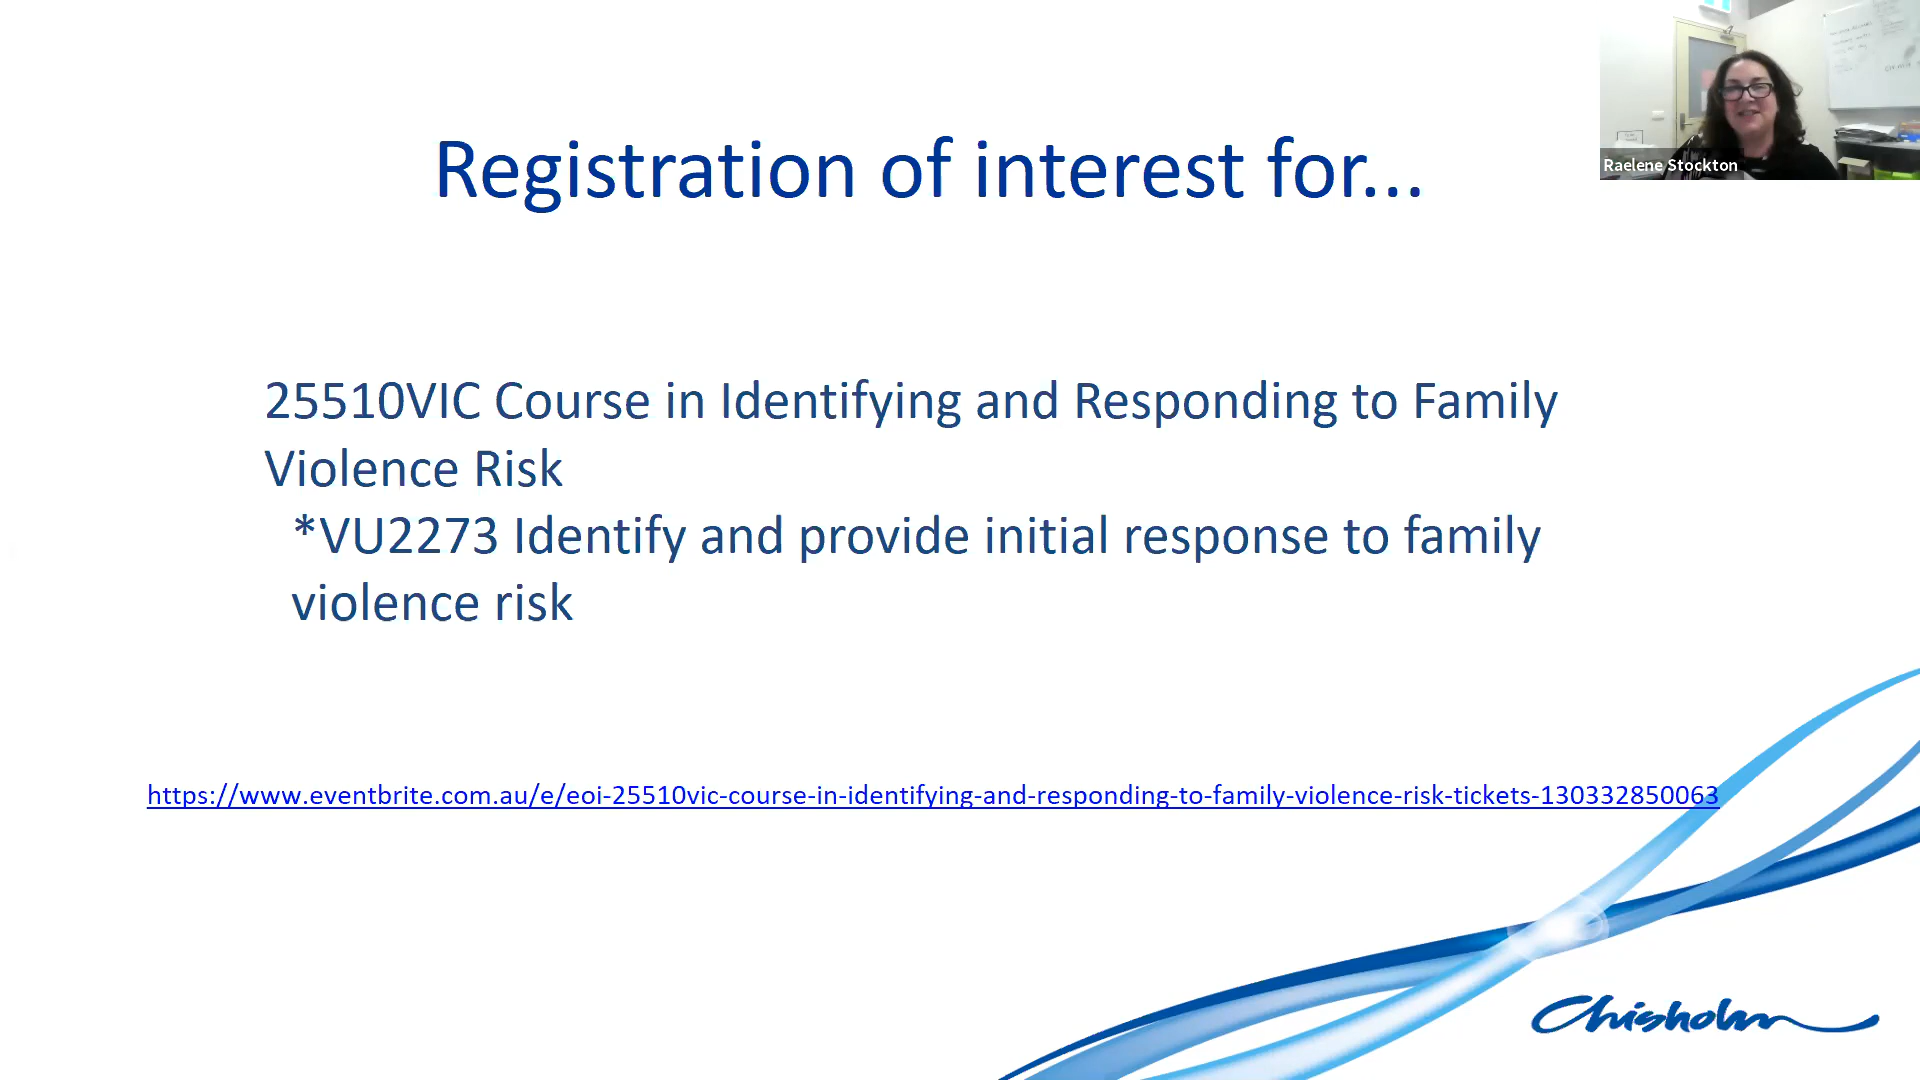 Registration of interest for...
Raelene Stockton
25510VIC Course in Identifying and Responding to Family
Violence Risk
*VU2273 Identify and provide initial response to family
violence risk
https://www.eventbrite.com.au/e/eoi-25510vic-course-in-identifying-and-responding-to-family-violence-risk-tickets-130332850063
Chisholm